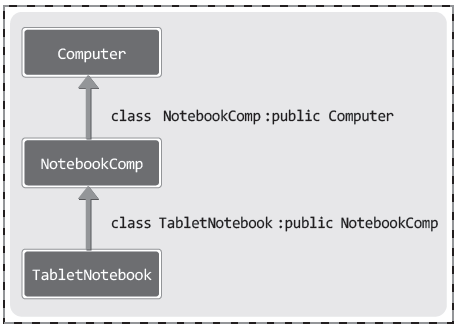 Computer
class NotebookComp :public Computer
NotebookComp
class TabletNotebook :public NotebookComp
TabletNotebook